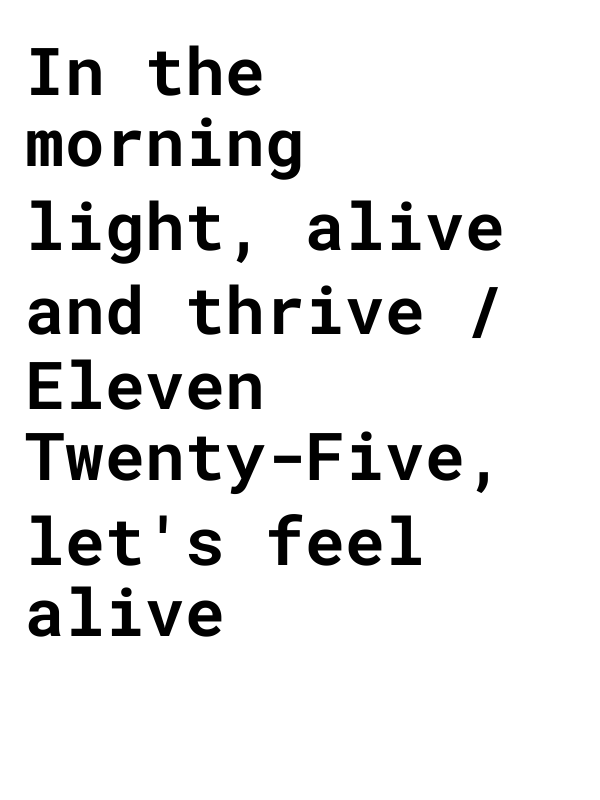 In the
morning
light, alive
and thrive /
Eleven
Twenty-Five,
let's feel
alive